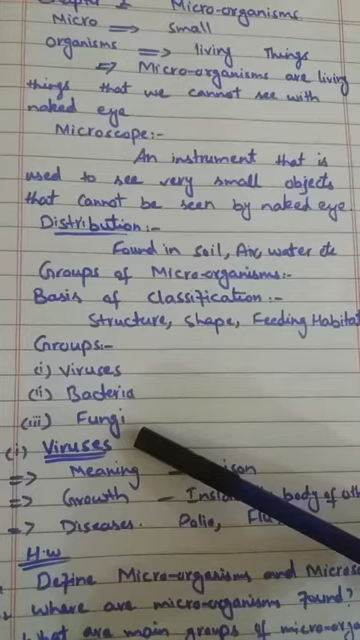 Micro-organisms.
Micro ⇒ small
organisms ⇒ living Things
⇒ Micro-organisms are living
things that we cannot see with
naked eye
Microscope:-
An instrument that is
used to see very small objects
that cannot be seen by naked eye.
Distribution:-
Found in Soil, Air, water etc
Groups of Micro-organisms:-
Basis of Classification:-
Structure, Shape, Feeding Habitat
Groups:-
(i) Viruses
(ii) Bacteria
(iii) Fungi
(i) Viruses
⇒ Meaning -
⇒ Growth - body of
⇒ Diseases. Polio,
H.w
Define Micro-organisms and
where are micro-organisms found?
what are main groups of